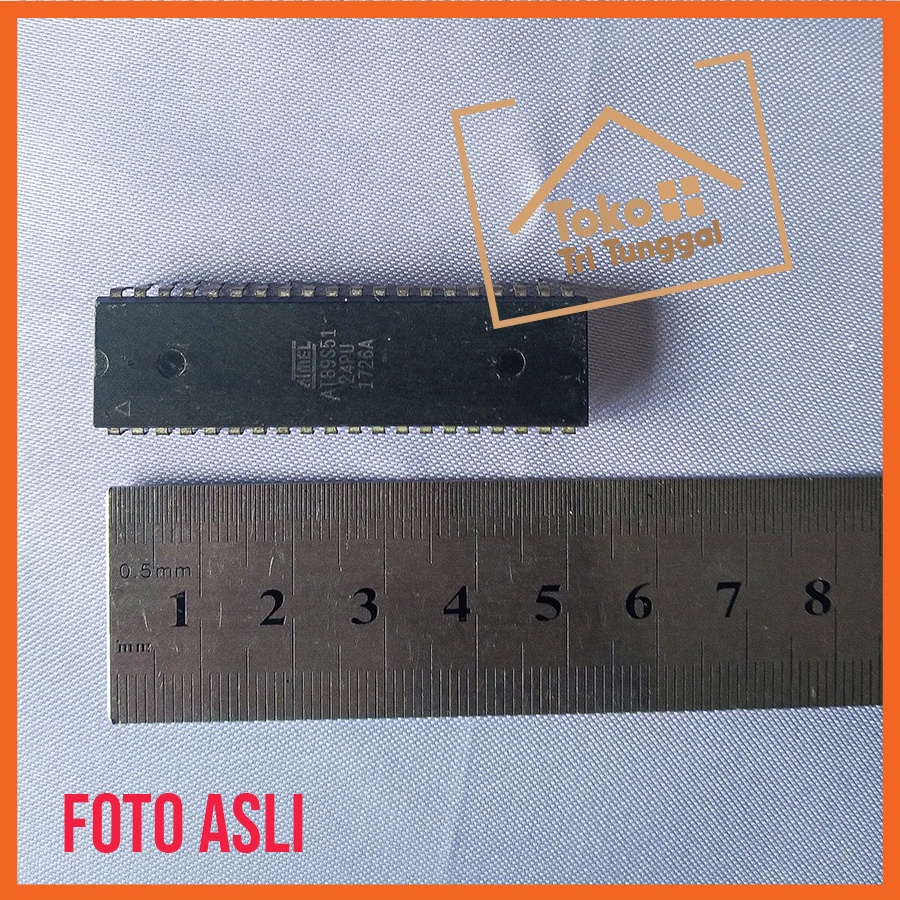 Toko
Tri Tunggal
ATMEL
AT89S51
24PU
1726A
0.5mm
1 2 3 4 5 6 7 8
mm
FOTO ASLI